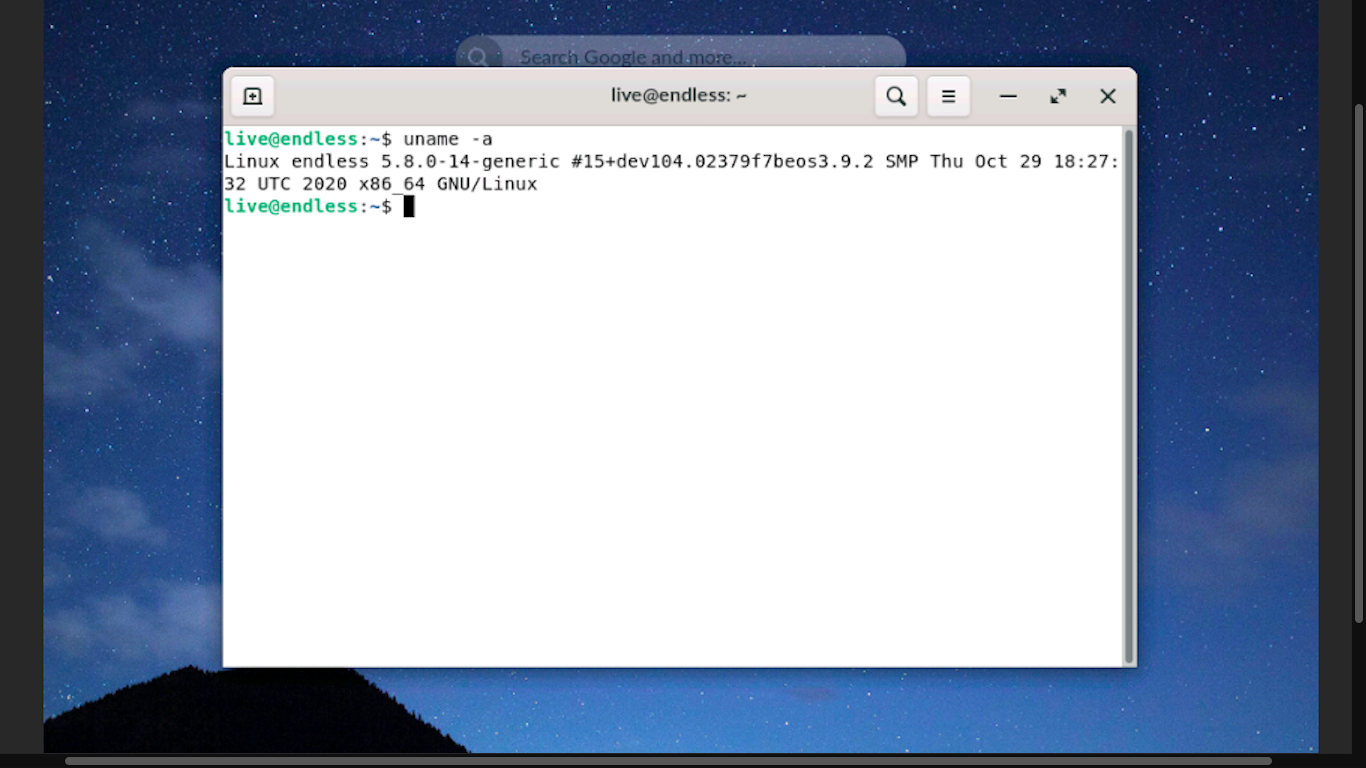 Search Google and more...
live@endless: ~
live@endless:~$ uname -a
Linux endless 5.8.0-14-generic #15+dev104.02379f7beos3.9.2 SMP Thu Oct 29 18:27:
32 UTC 2020 x86_64 GNU/Linux
live@endless:~$